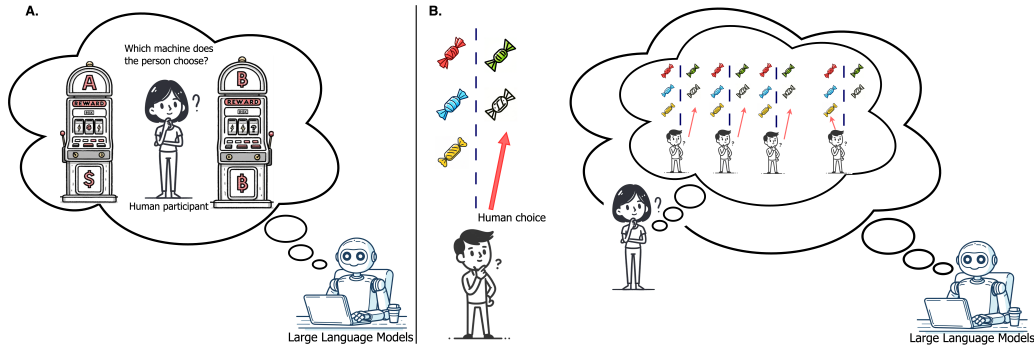 A.
Which machine does
the person choose?
A
REWARD
$
?
B
REWARD
B
Human participant
Large Language Models
B.
Human choice
?
?
?
?
?
?
Large Language Models